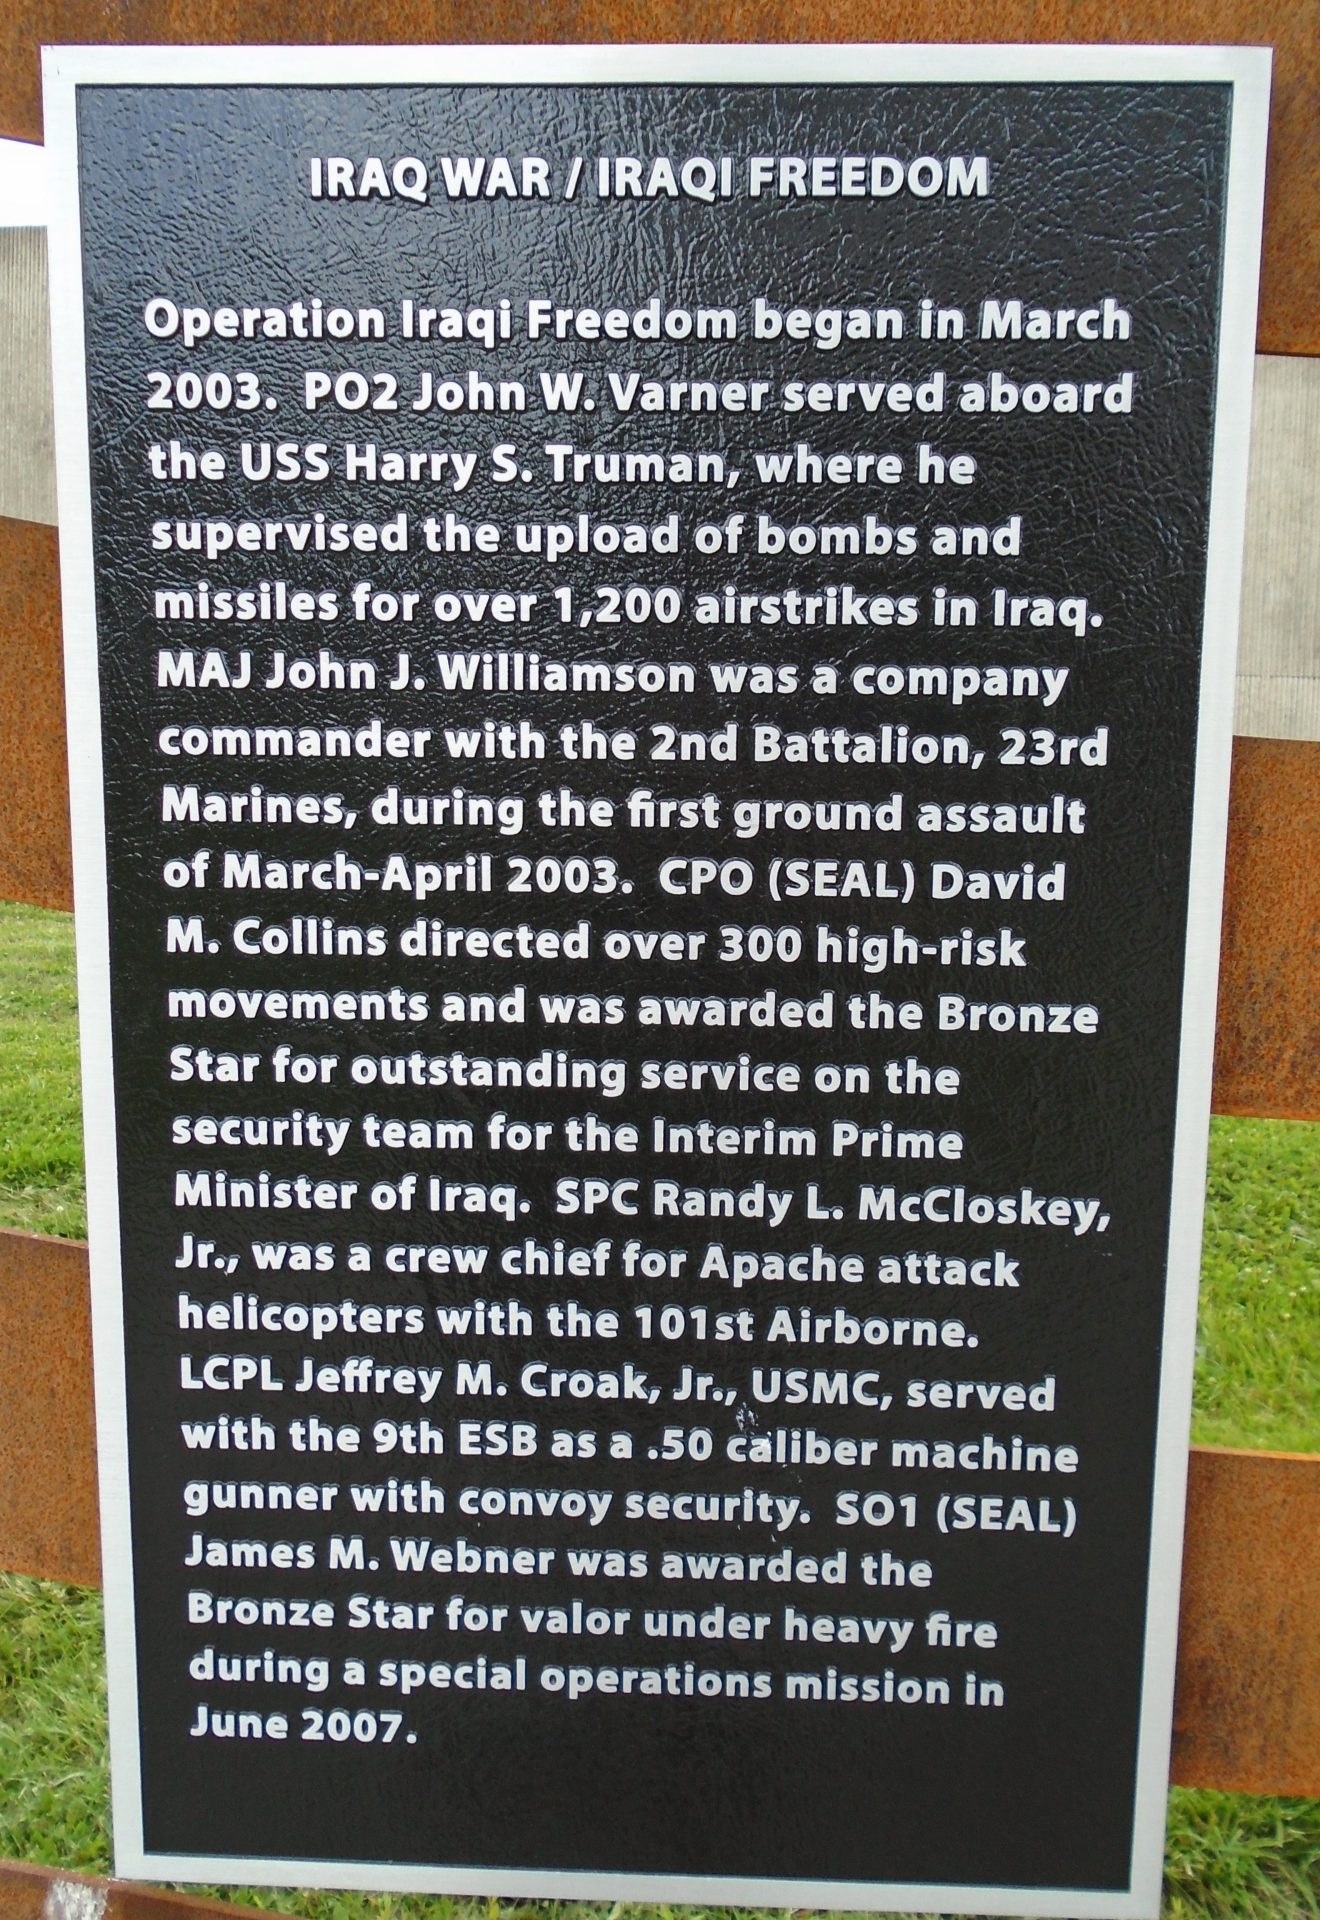 IRAQ WAR / IRAQI FREEDOM
Operation Iraqi Freedom began in March
2003.  PO2 John W. Varner served aboard
the USS Harry S. Truman, where he
supervised the upload of bombs and
missiles for over 1,200 airstrikes in Iraq.
MAJ John J. Williamson was a company
commander with the 2nd Battalion, 23rd
Marines, during the first ground assault
of March-April 2003.  CPO (SEAL) David
M. Collins directed over 300 high-risk
movements and was awarded the Bronze
Star for outstanding service on the
security team for the Interim Prime
Minister of Iraq.  SPC Randy L. McCloskey,
Jr., was a crew chief for Apache attack
helicopters with the 101st Airborne.
LCPL Jeffrey M. Croak, Jr., USMC, served
with the 9th ESB as a .50 caliber machine
gunner with convoy security.  SO1 (SEAL)
James M. Webner was awarded the
Bronze Star for valor under heavy fire
during a special operations mission in
June 2007.